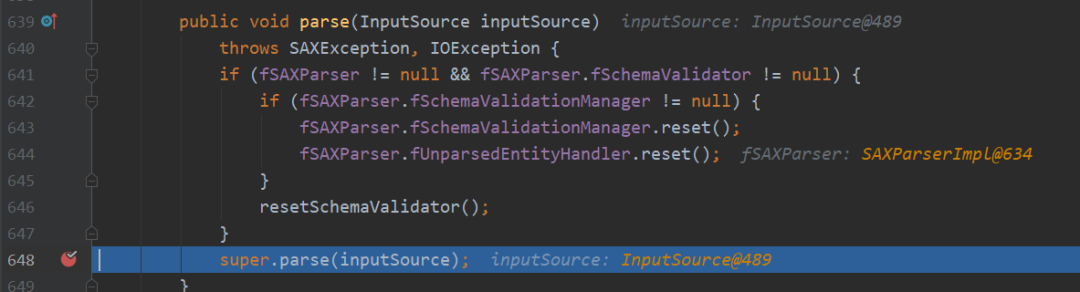 639 public void parse(InputSource inputSource) inputSource: InputSource@489
640 throws SAXException, IOException {
641 if (fSAXParser != null && fSAXParser.fSchemaValidator != null) {
642 if (fSAXParser.fSchemaValidationManager != null) {
643 fSAXParser.fSchemaValidationManager.reset();
644 fSAXParser.fUnparsedEntityHandler.reset(); fSAXParser: SAXParserImpl@634
645 }
646 resetSchemaValidator();
647 }
648 super.parse(inputSource); inputSource: InputSource@489
649 }